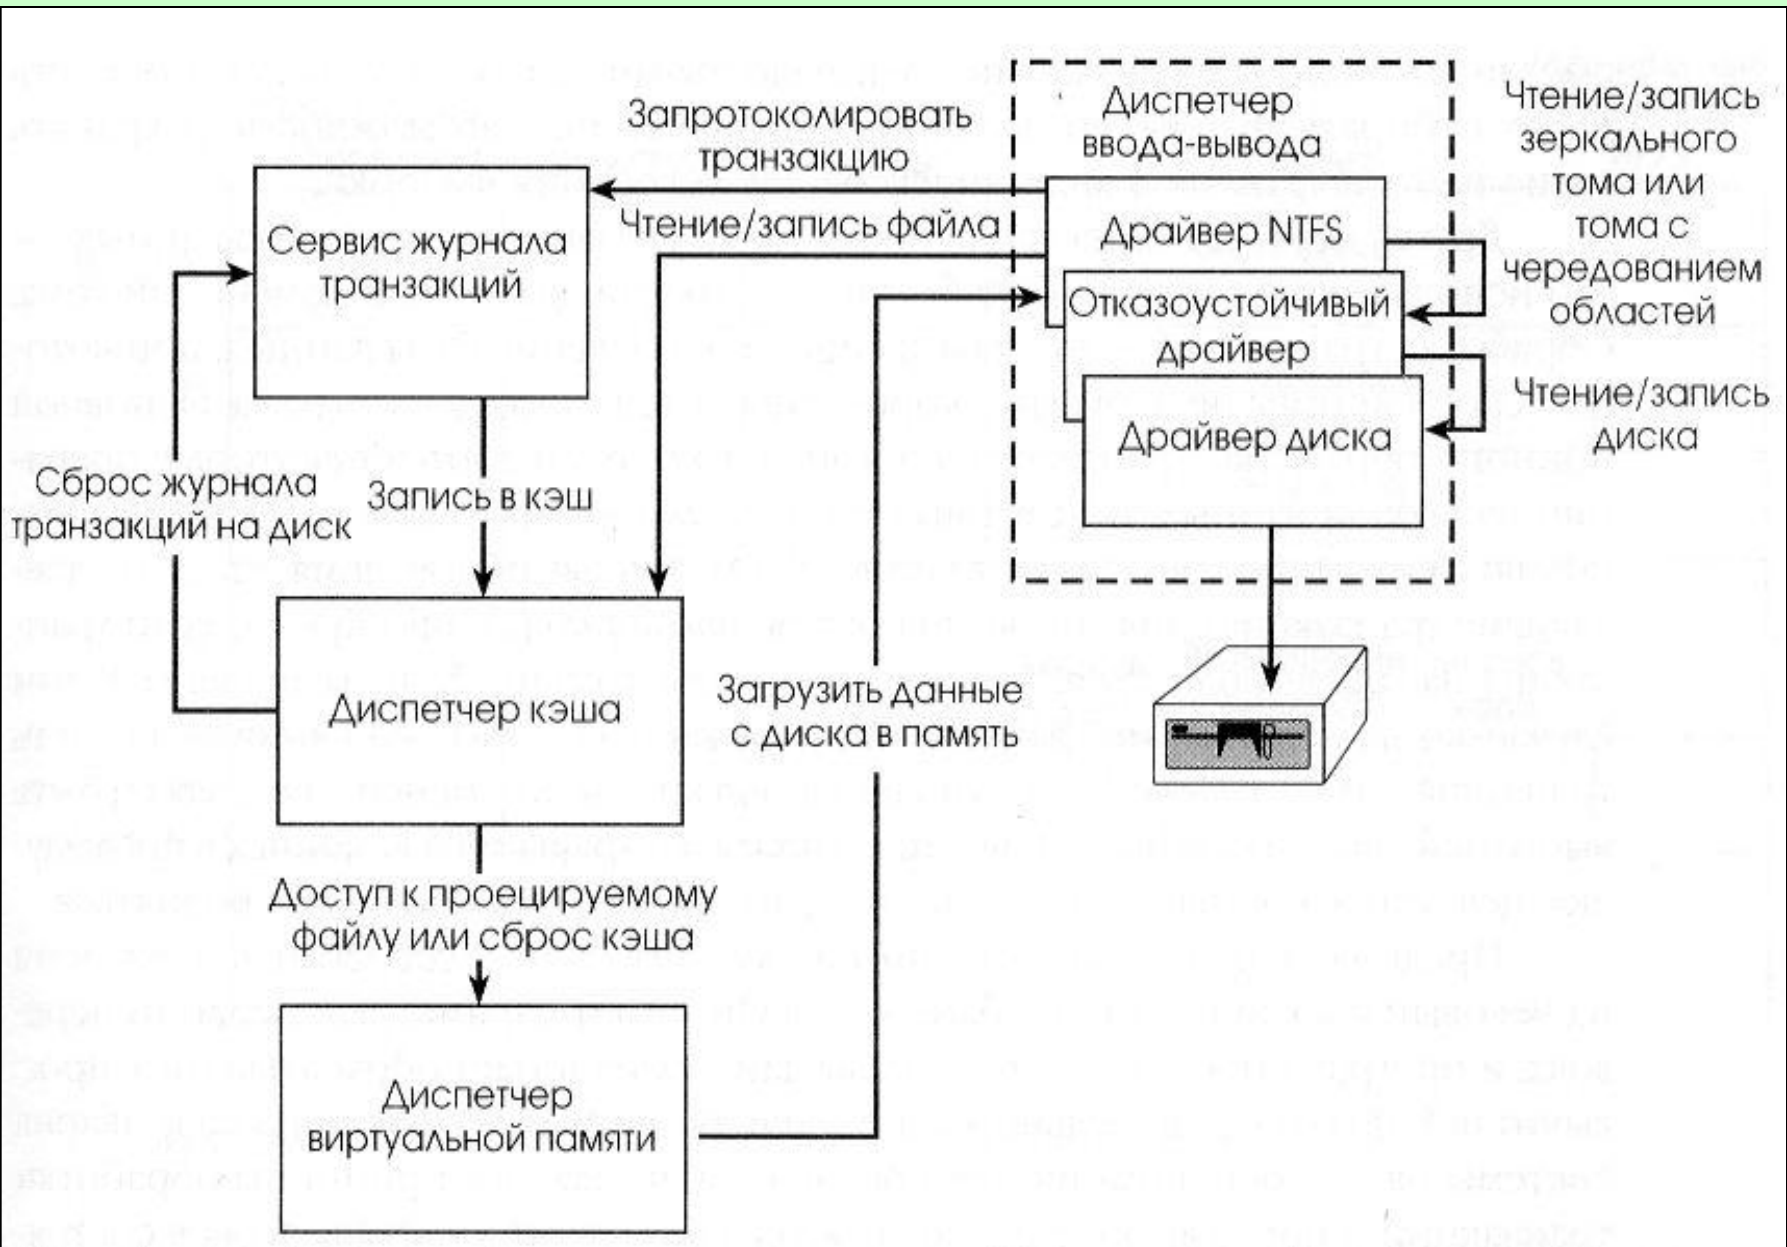 Запротоколировать
транзакцию
Диспетчер
ввода-вывода
Чтение/запись
зеркального
тома или
тома с
чередованием
областей
Сервис журнала
транзакций
Чтение/запись файла
Драйвер NTFS
Отказоустойчивый
драйвер
Драйвер диска
Чтение/запись
диска
Сброс журнала
транзакций на диск
Запись в кэш
Диспетчер кэша
Загрузить данные
с диска в память
Доступ к проецируемому
файлу или сброс кэша
Диспетчер
виртуальной памяти